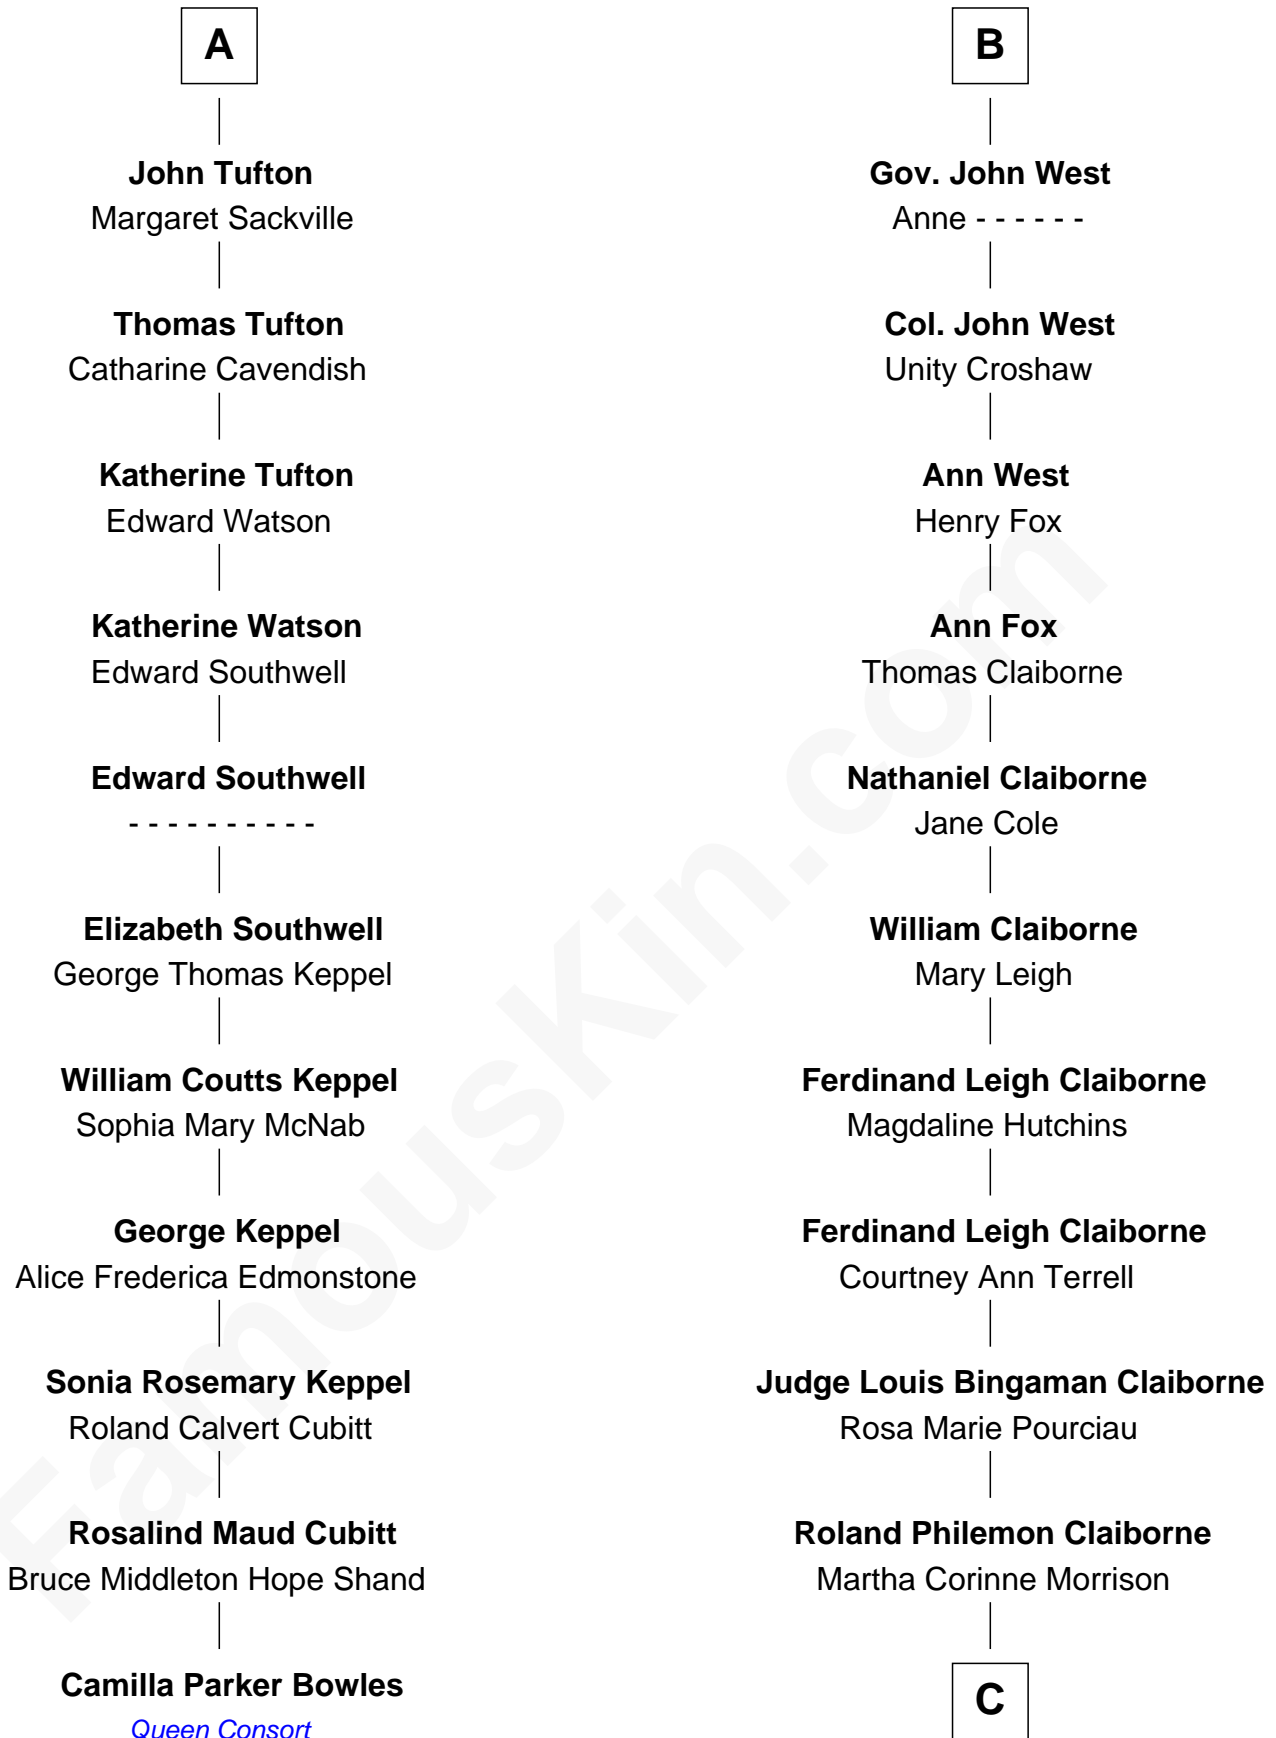 A
John Tufton
Margaret Sackville
Thomas Tufton
Catharine Cavendish
Katherine Tufton
Edward Watson
Katherine Watson
Edward Southwell
Edward Southwell
- - - - - - - - - -
Elizabeth Southwell
George Thomas Keppel
William Coutts Keppel
Sophia Mary McNab
George Keppel
Alice Frederica Edmonstone
Sonia Rosemary Keppel
Roland Calvert Cubitt
Rosalind Maud Cubitt
Bruce Middleton Hope Shand
Camilla Parker Bowles
Queen Consort
B
Gov. John West
Anne - - - - - -
Col. John West
Unity Croshaw
Ann West
Henry Fox
Ann Fox
Thomas Claiborne
Nathaniel Claiborne
Jane Cole
William Claiborne
Mary Leigh
Ferdinand Leigh Claiborne
Magdaline Hutchins
Ferdinand Leigh Claiborne
Courtney Ann Terrell
Judge Louis Bingaman Claiborne
Rosa Marie Pourciau
Roland Philemon Claiborne
Martha Corinne Morrison
C
FamousKin.com